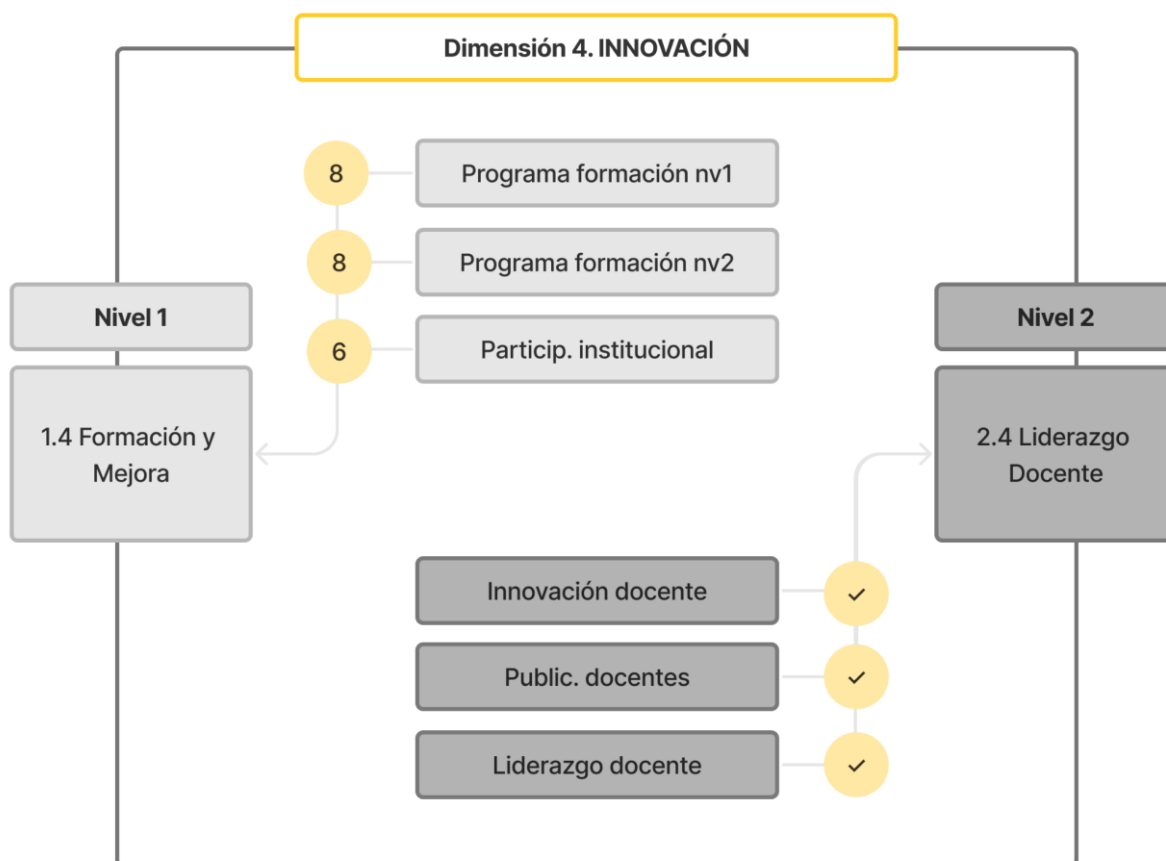 Dimensión 4. INNOVACIÓN
8
Programa formación nv1
8
Programa formación nv2
Nivel 1
6
Particip. institucional
Nivel 2
1.4 Formación y
Mejora
2.4 Liderazgo
Docente
Innovación docente
Public. docentes
Liderazgo docente